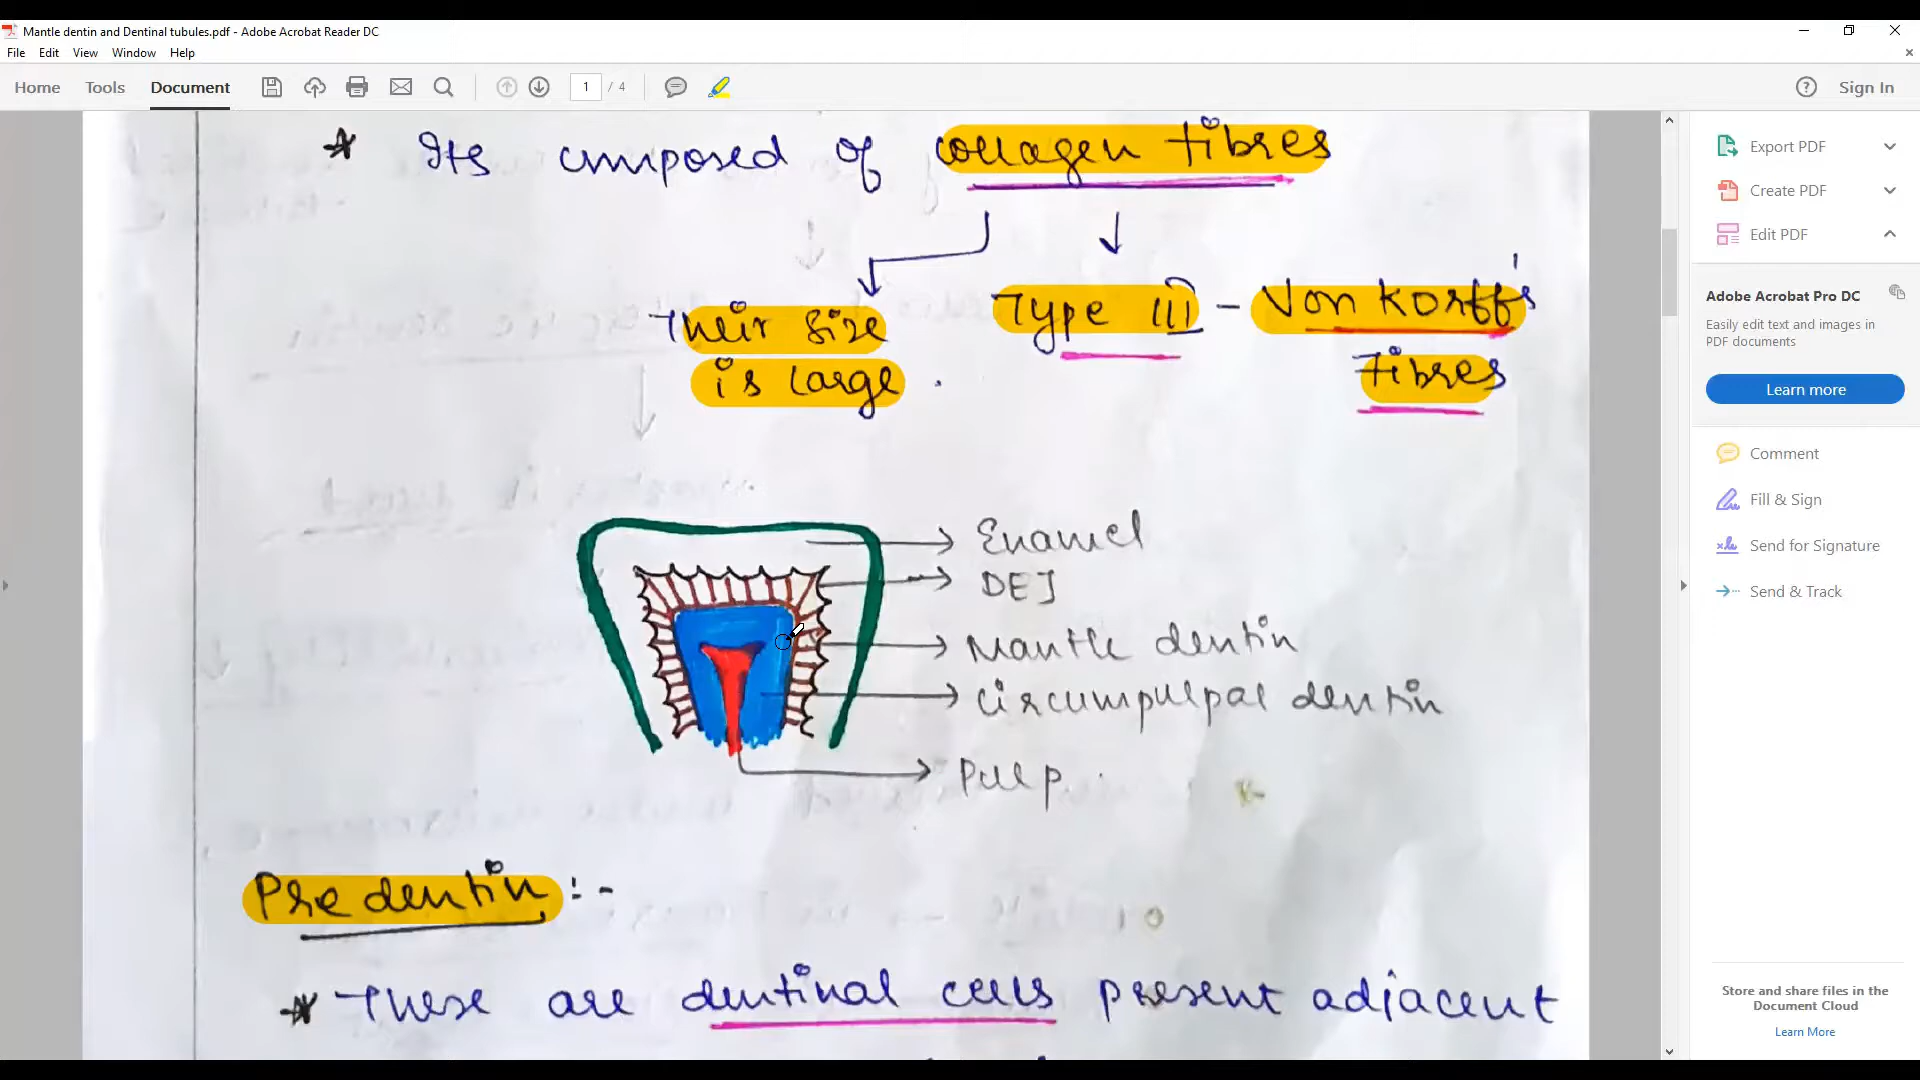 Mantle dentin and Dentinal tubules.pdf - Adobe Acrobat Reader DC
File Edit View Window Help
Home Tools Document 1 / 4 Sign In
* Its composed of collagen fibres
Their size is large.
Type III - Von Korff's fibres
Enamel
DEJ
Mantle dentin
Circumpulpal dentin
Pulp.
Pre dentin :-
* These are dentinal cells present adjacent
Export PDF
Create PDF
Edit PDF
Adobe Acrobat Pro DC
Easily edit text and images in
PDF documents
Learn more
Comment
Fill & Sign
Send for Signature
Send & Track
Store and share files in the
Document Cloud
Learn More